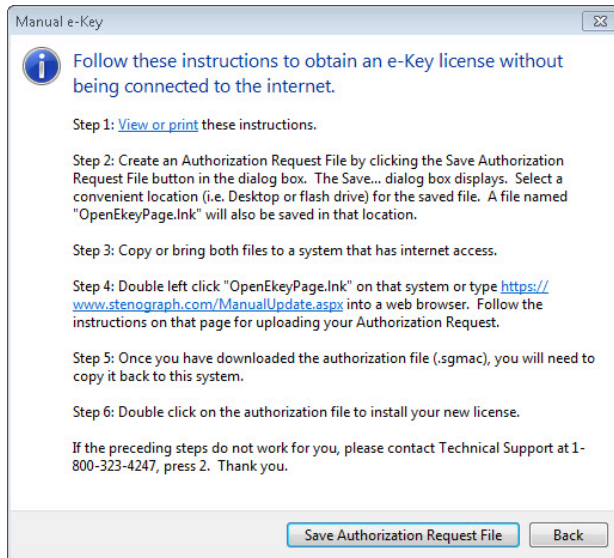 Manual e-Key
Follow these instructions to obtain an e-Key license without
being connected to the internet.
Step 1: View or print these instructions.
Step 2: Create an Authorization Request File by clicking the Save Authorization
Request File button in the dialog box.  The Save... dialog box displays.  Select a
convenient location (i.e. Desktop or flash drive) for the saved file.  A file named
"OpenEkeyPage.lnk" will also be saved in that location.
Step 3: Copy or bring both files to a system that has internet access.
Step 4: Double left click "OpenEkeyPage.lnk" on that system or type https://
www.stenograph.com/ManualUpdate.aspx into a web browser.  Follow the
instructions on that page for uploading your Authorization Request.
Step 5: Once you have downloaded the authorization file (.sgmac), you will need to
copy it back to this system.
Step 6: Double click on the authorization file to install your new license.
If the preceding steps do not work for you, please contact Technical Support at 1-
800-323-4247, press 2.  Thank you.
Save Authorization Request File
Back